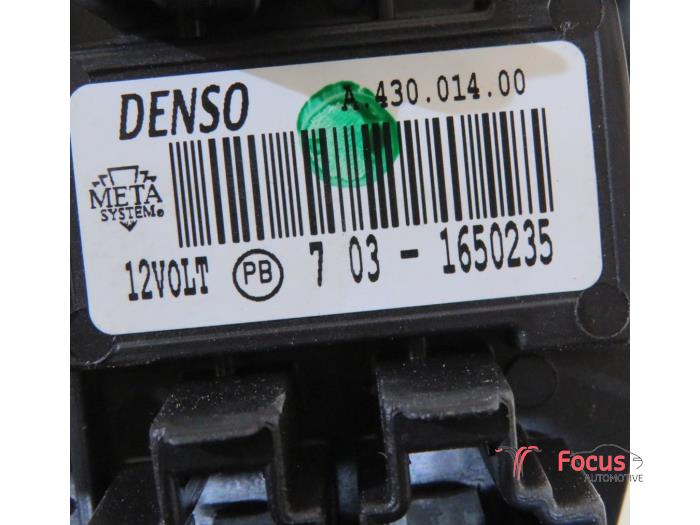 DENSO
A.430.014.00
META
SYSTEM®
12VOLT PB 7 03 - 1650235
Focus
AUTOMOTIVE